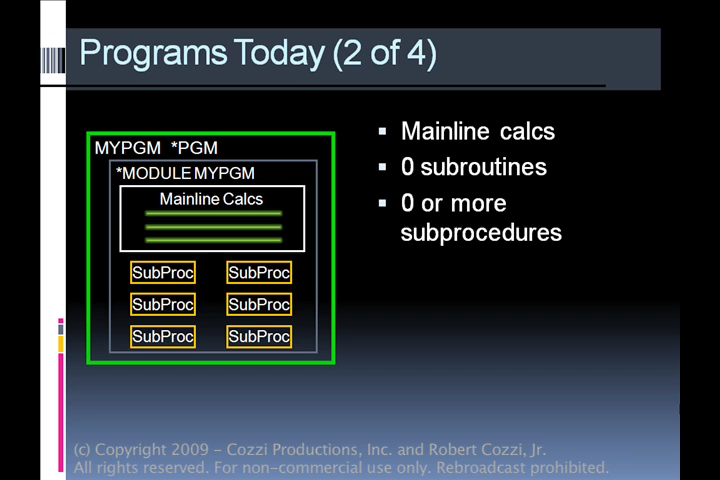 Programs Today (2 of 4)
MYPGM *PGM
*MODULE MYPGM
Mainline Calcs
SubProc SubProc
SubProc SubProc
SubProc SubProc
Mainline calcs
0 subroutines
0 or more
subprocedures
(c) Copyright 2009 – Cozzi Productions, Inc. and Robert Cozzi, Jr.
All rights reserved. For non-commercial use only. Rebroadcast prohibited.